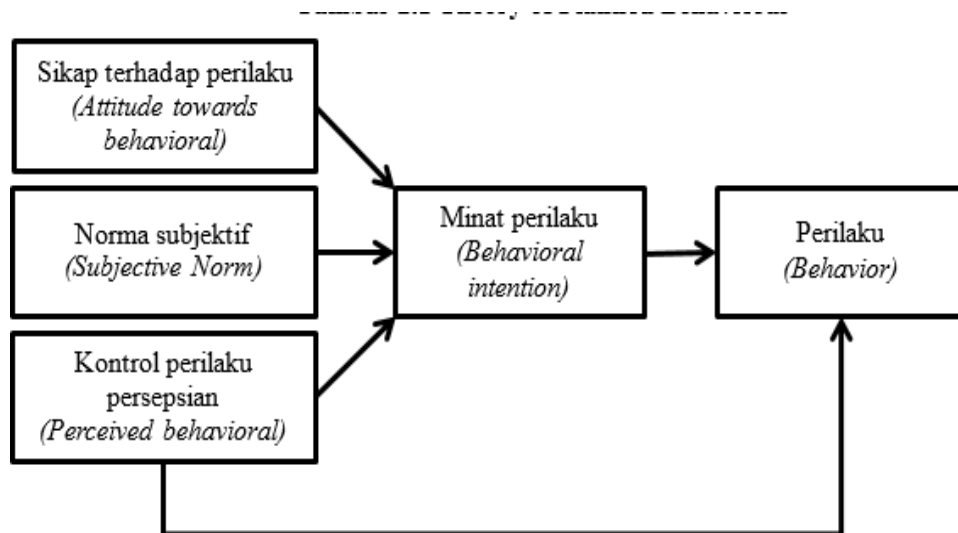 Sikap terhadap perilaku
(Attitude towards
behavioral)
Norma subjektif
(Subjective Norm)
Kontrol perilaku
persepsian
(Perceived behavioral)
Minat perilaku
(Behavioral
intention)
Perilaku
(Behavior)